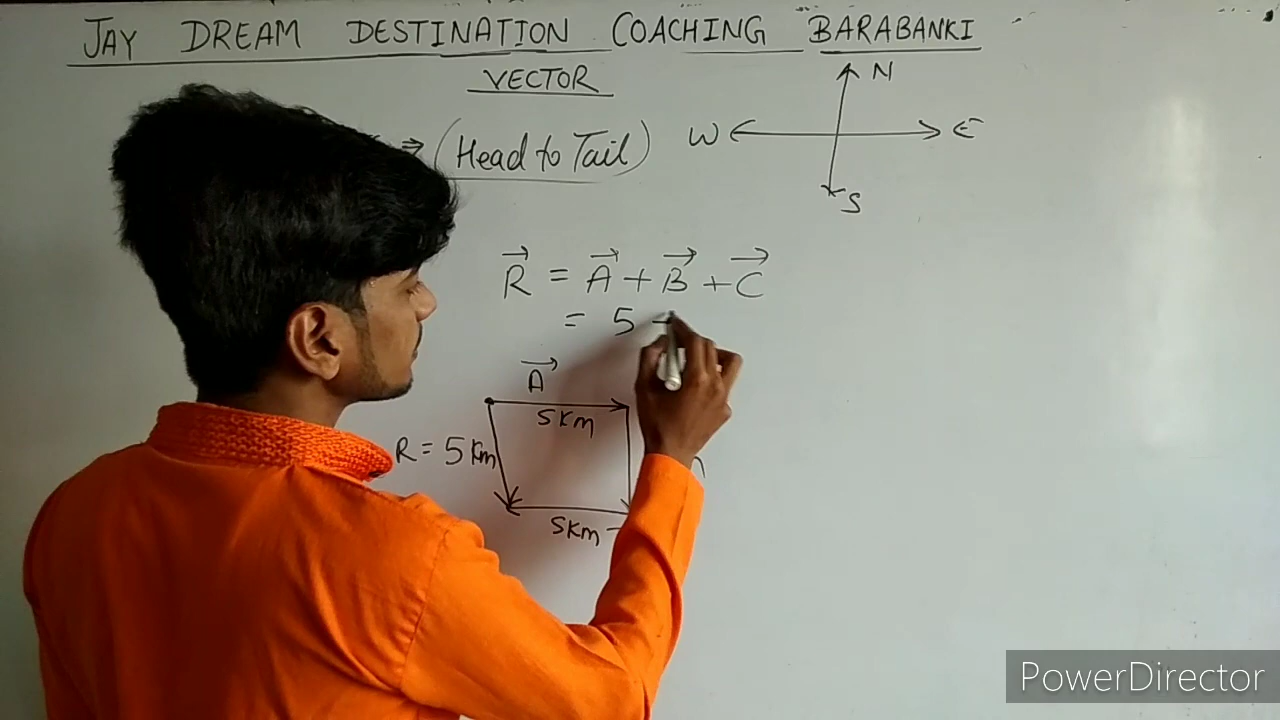 JAY DREAM DESTINATION COACHING BARABANKI
VECTOR
⇒ (Head to Tail)
N
W E
S
R = A + B + C
= 5
A
5km
R = 5 km
5km
PowerDirector